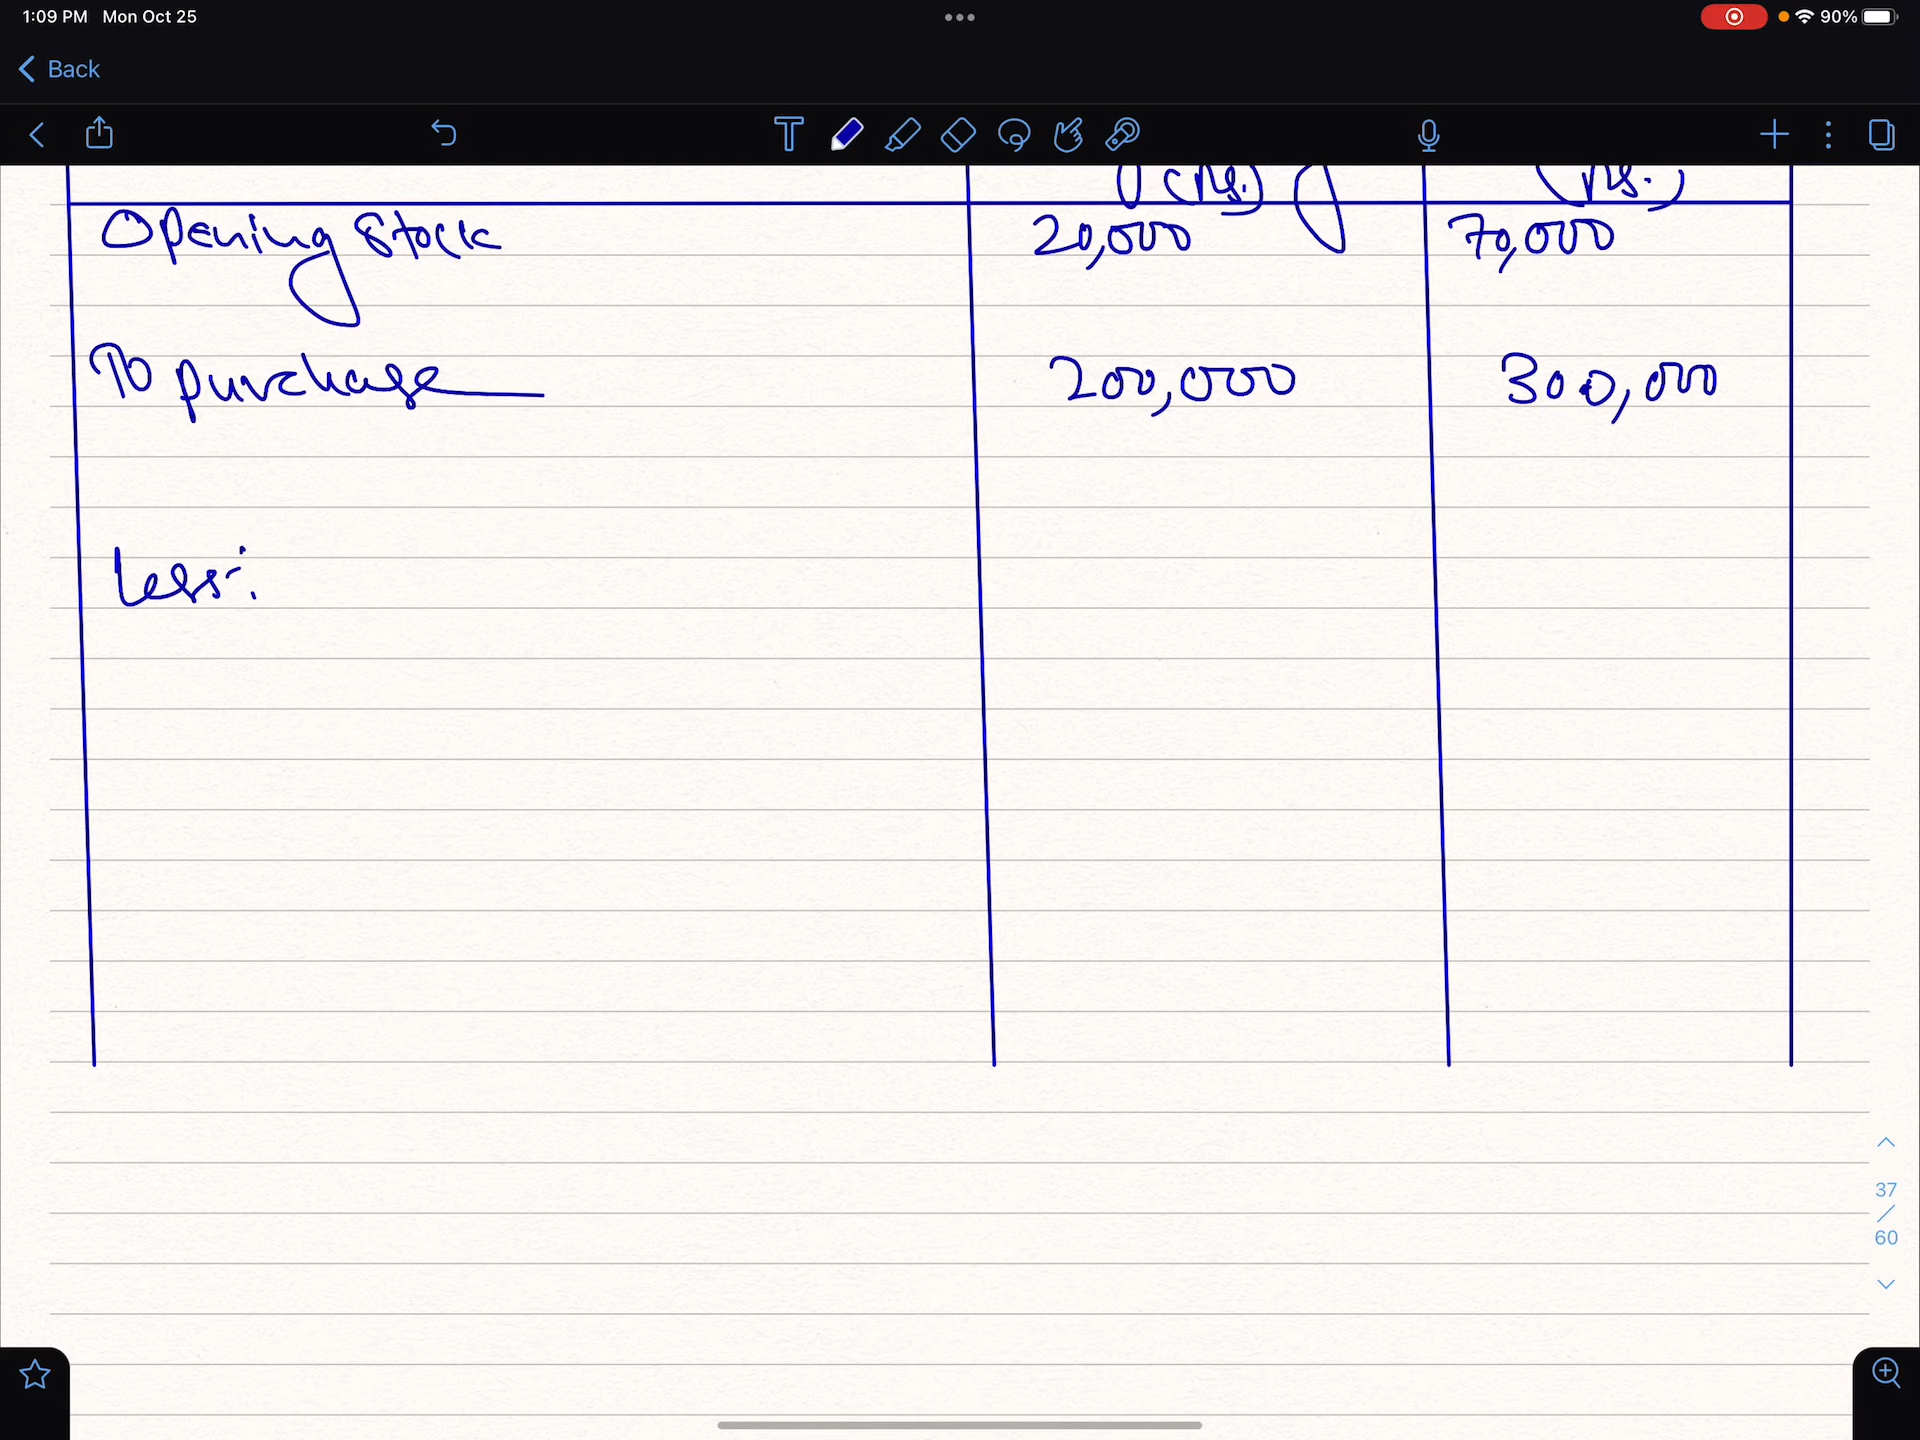 1:09 PM Mon Oct 25
90%
Back
(Rs.) (Rs.)
Opening Stock 20,000 70,000
To purchase 200,000 300,000
Less:
37
/
60